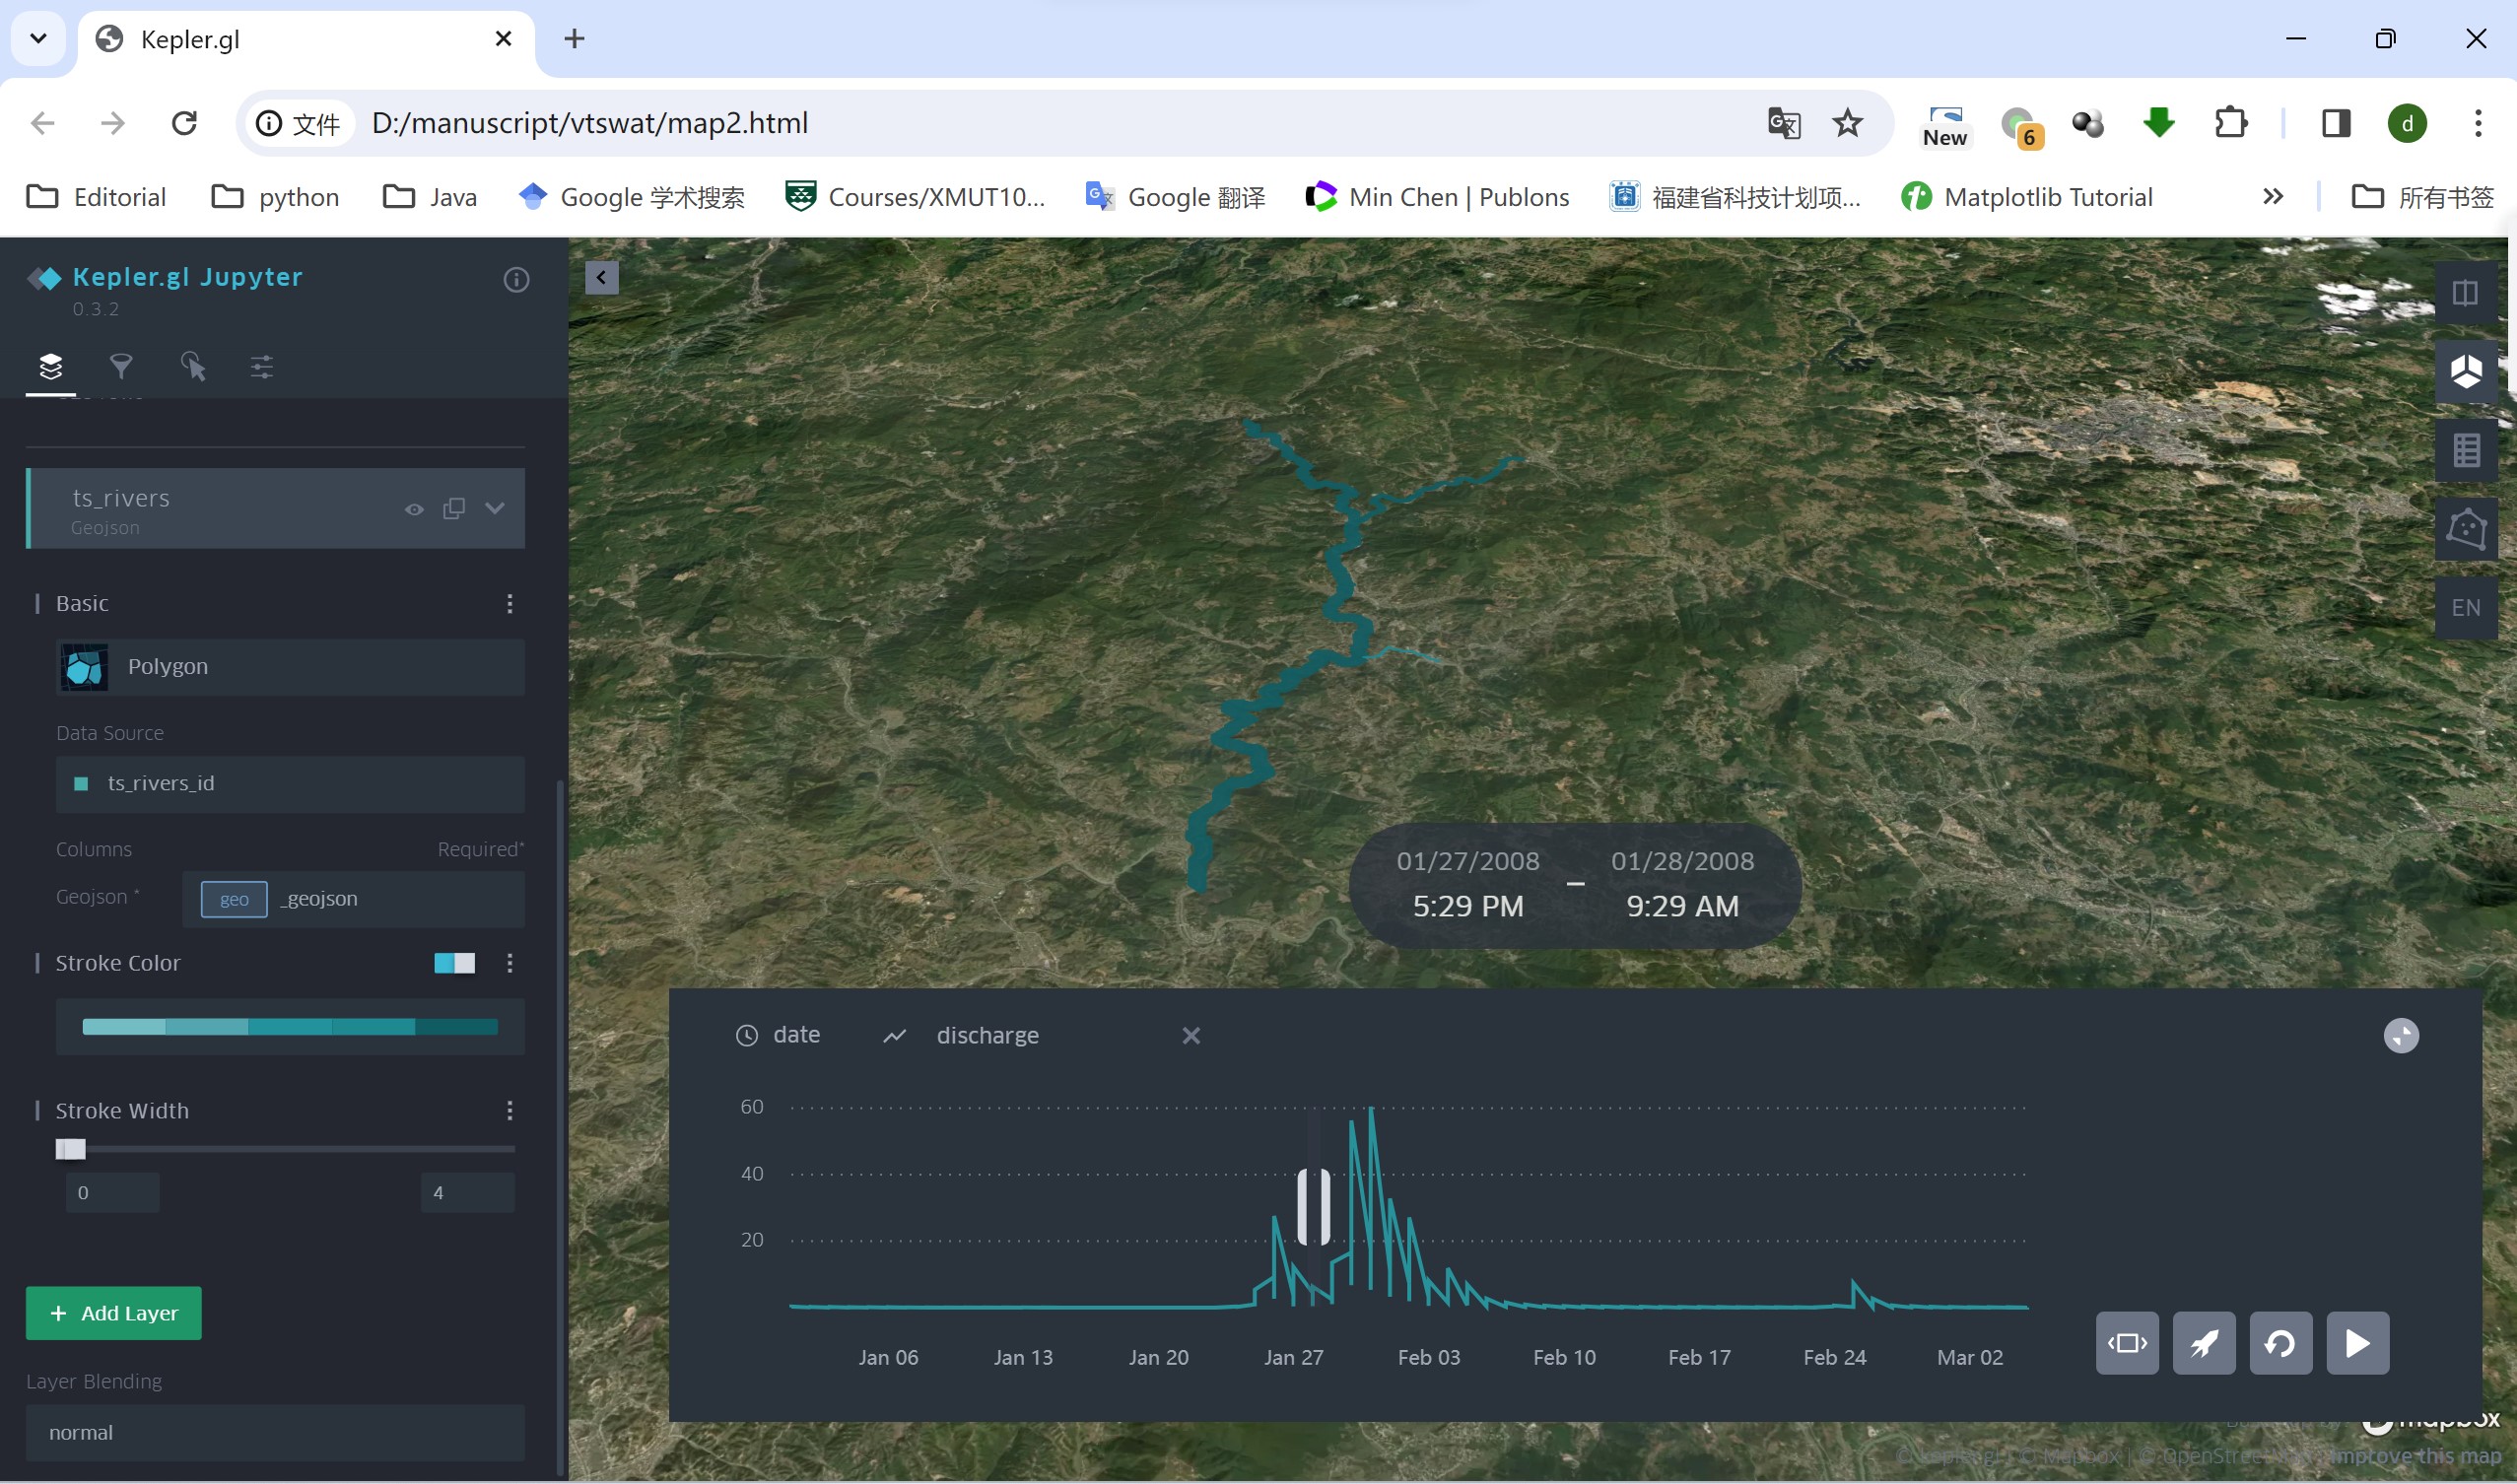 Kepler.gl
文件
D:/manuscript/vtswat/map2.html
New
6
d
Editorial
python
Java
Google 学术搜索
Courses/XMUT10...
Google 翻译
Min Chen | Publons
福建省科技计划项...
Matplotlib Tutorial
所有书签
Kepler.gl Jupyter
0.3.2
ts_rivers
Geojson
Basic
Polygon
Data Source
ts_rivers_id
Columns Required*
Geojson * geo _geojson
Stroke Color
Stroke Width
0 4
+ Add Layer
Layer Blending
normal
EN
01/27/2008 – 01/28/2008
5:29 PM 9:29 AM
date discharge
60
40
20
Jan 06 Jan 13 Jan 20 Jan 27 Feb 03 Feb 10 Feb 17 Feb 24 Mar 02
mapbox
© kepler.gl | © Mapbox | © OpenStreetMap Improve this map